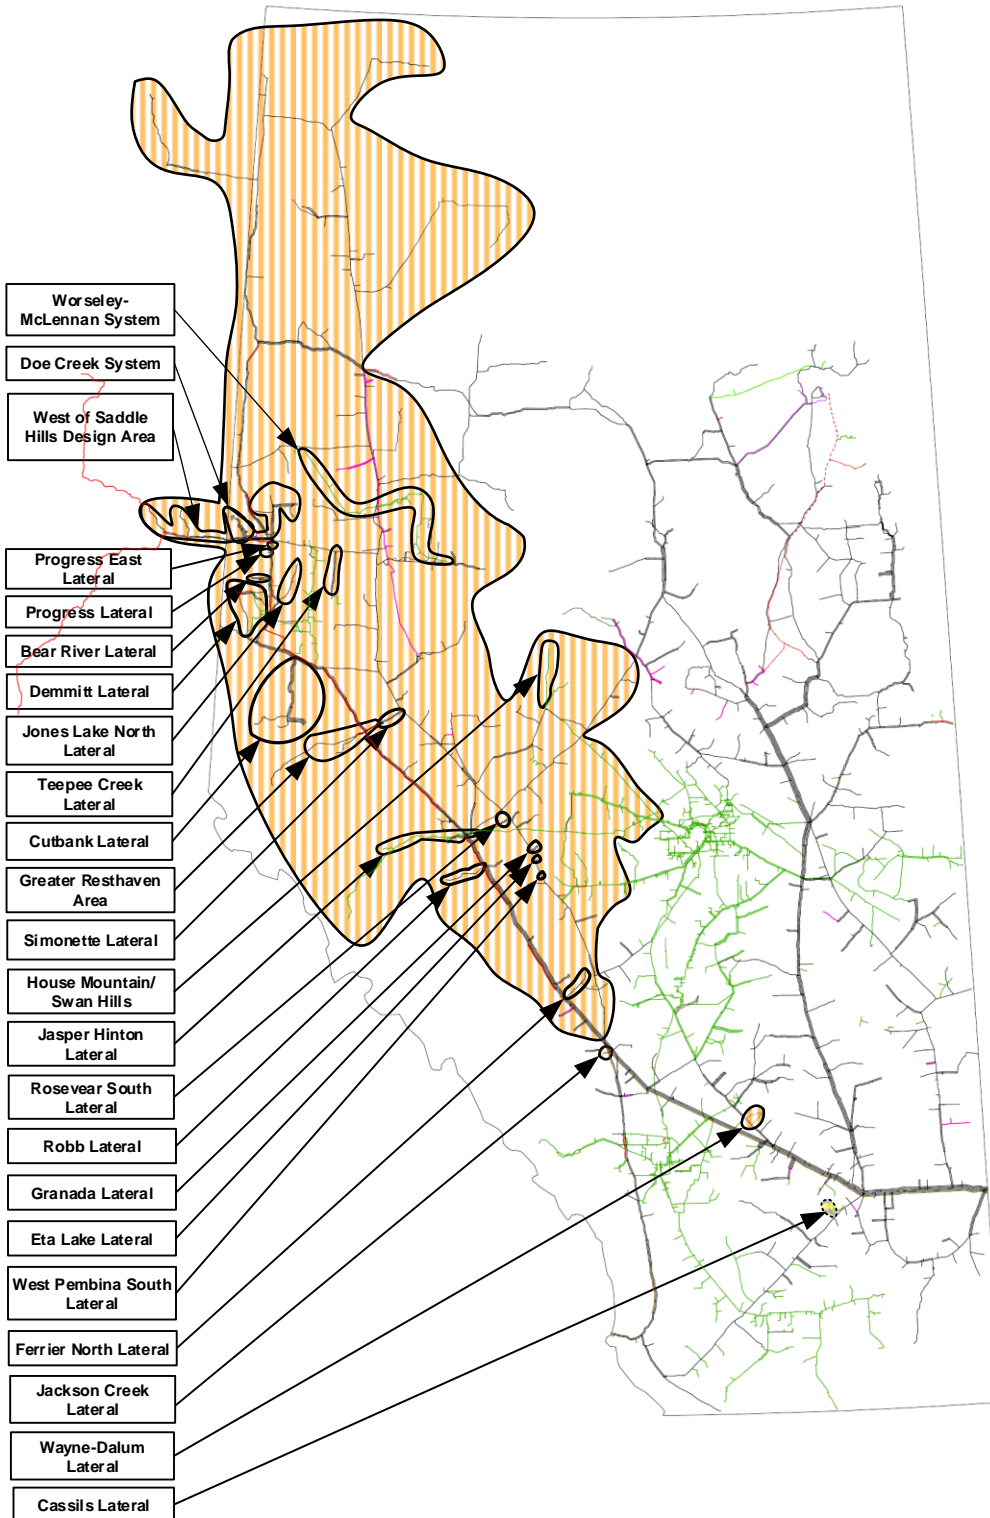 Worseley-
McLennan System
Doe Creek System
West of Saddle
Hills Design Area
Progress East
Lateral
Progress Lateral
Bear River Lateral
Demmitt Lateral
Jones Lake North
Lateral
Teepee Creek
Lateral
Cutbank Lateral
Greater Resthaven
Area
Simonette Lateral
House Mountain/
Swan Hills
Jasper Hinton
Lateral
Rosevear South
Lateral
Robb Lateral
Granada Lateral
Eta Lake Lateral
West Pembina South
Lateral
Ferrier North Lateral
Jackson Creek
Lateral
Wayne-Dalum
Lateral
Cassils Lateral